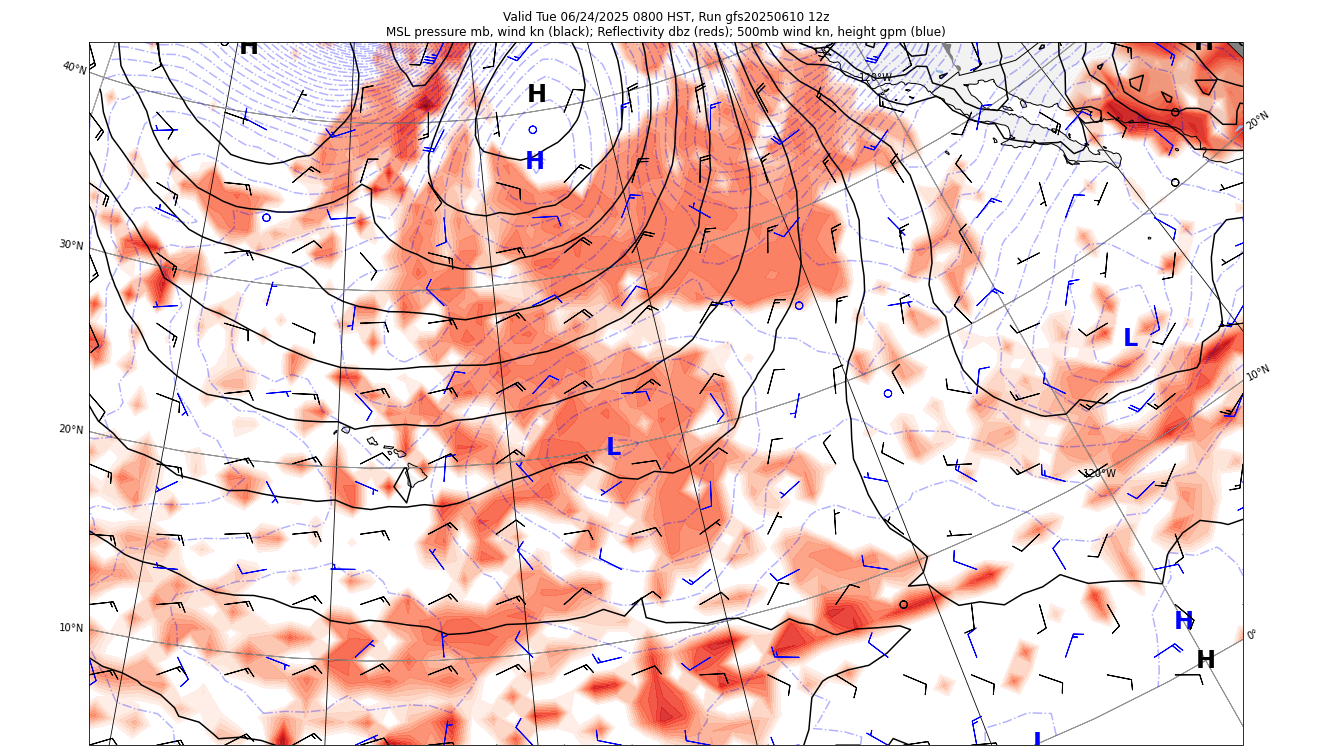 Valid Tue 06/24/2025 0800 HST, Run gfs20250610 12z
MSL pressure mb, wind kn (black); Reflectivity dbz (reds); 500mb wind kn, height gpm (blue)
H
H
40°N
120°W
H
20°N
H
30°N
L
10°N
20°N
L
120°W
10°N
H
0°
H
L